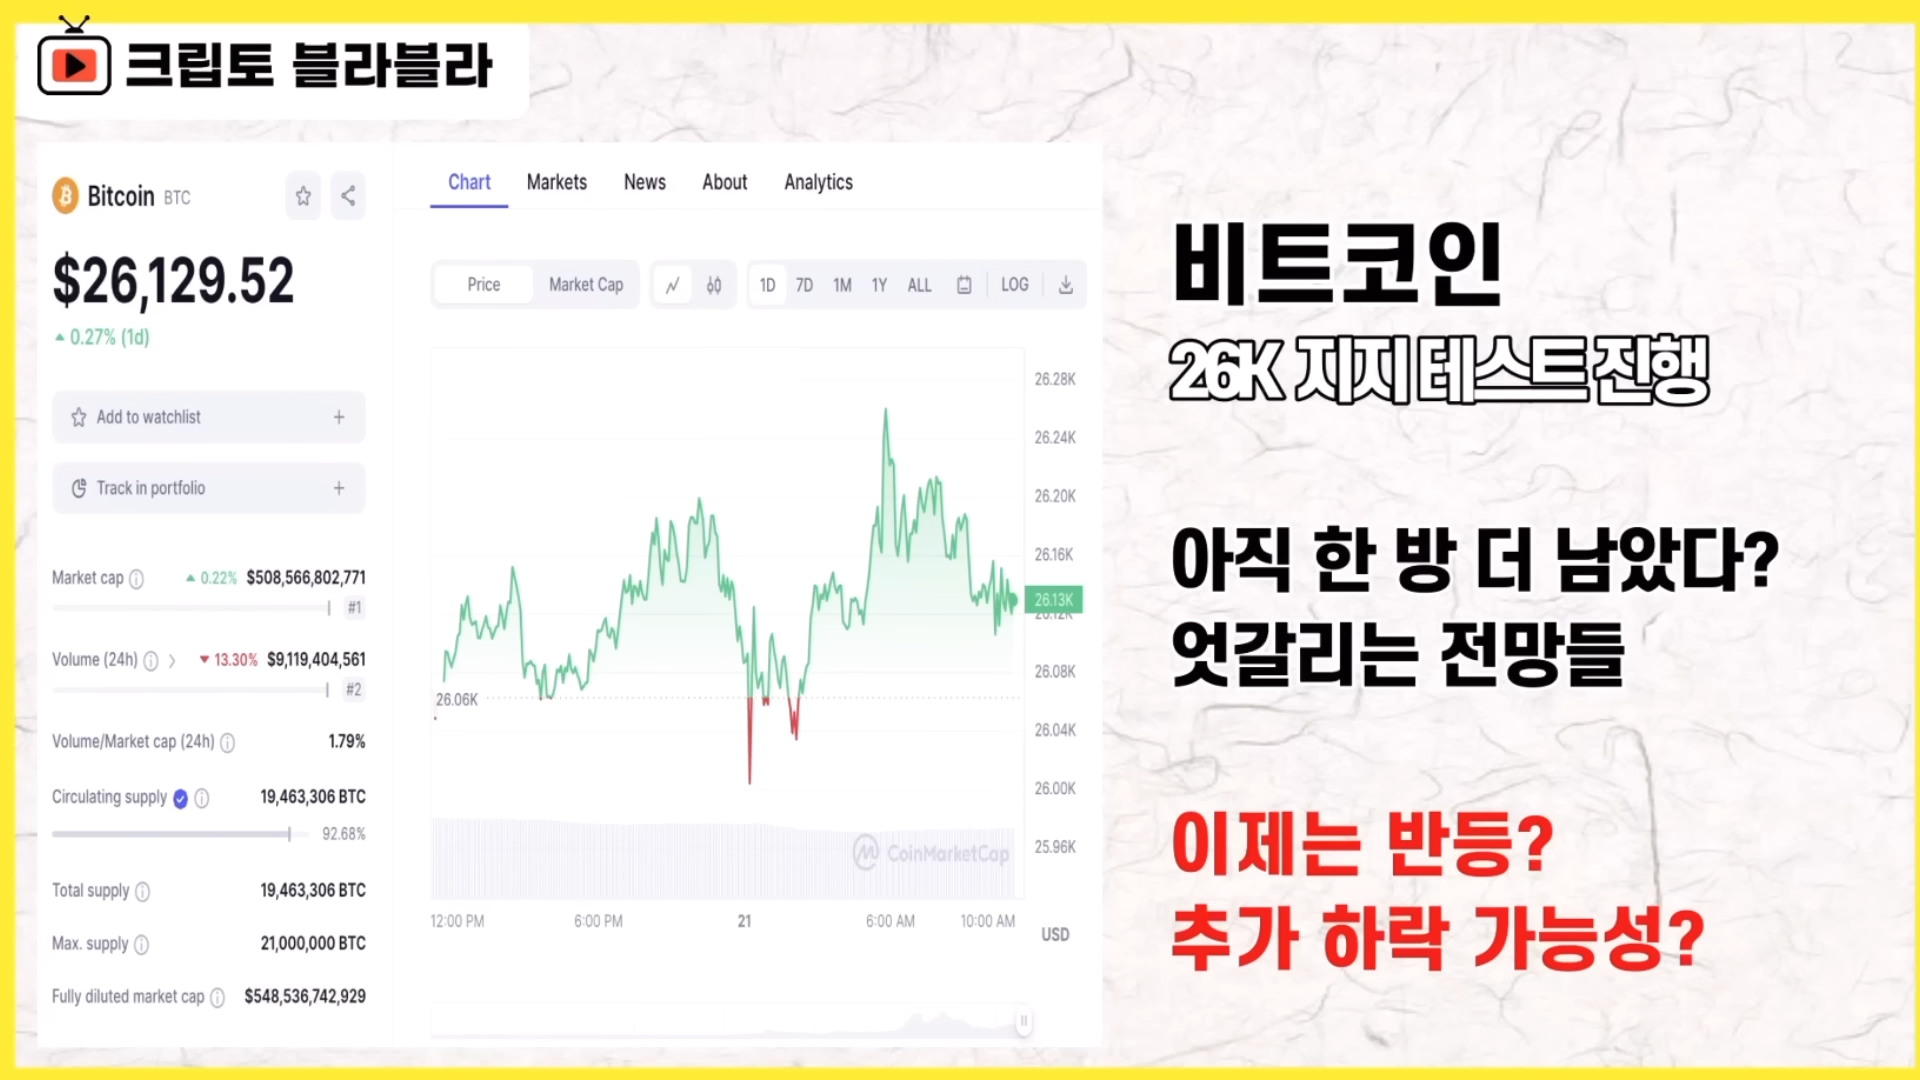 크립토 블라블라
Bitcoin BTC
$26,129.52
0.27% (1d)
Add to watchlist +
Track in portfolio +
Market cap 0.22% $508,566,802,771
#1
Volume (24h) 13.30% $9,119,404,561
#2
Volume/Market cap (24h) 1.79%
Circulating supply 19,463,306 BTC
92.68%
Total supply 19,463,306 BTC
Max. supply 21,000,000 BTC
Fully diluted market cap $548,536,742,929
Chart Markets News About Analytics
Price Market Cap 1D 7D 1M 1Y ALL LOG
26.28K
26.24K
26.20K
26.16K
26.13K
26.12K
26.08K
26.06K
26.04K
26.00K
25.96K
CoinMarketCap
12:00 PM 6:00 PM 21 6:00 AM 10:00 AM
USD
비트코인
26K 지지 테스트 진행
아직 한 방 더 남았다?
엇갈리는 전망들
이제는 반등?
추가 하락 가능성?